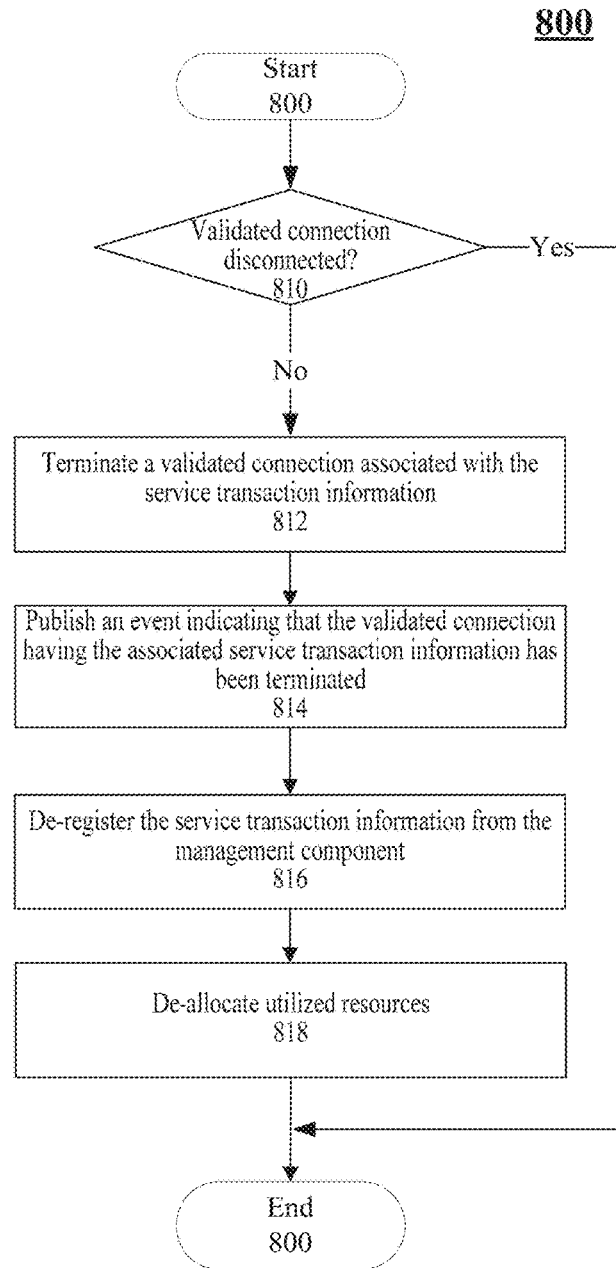 800
Start
800
Validated connection
disconnected?
810
Yes
No
Terminate a validated connection associated with the
service transaction information
812
Publish an event indicating that the validated connection
having the associated service transaction information has
been terminated
814
De-register the service transaction information from the
management component
816
De-allocate utilized resources
818
End
800